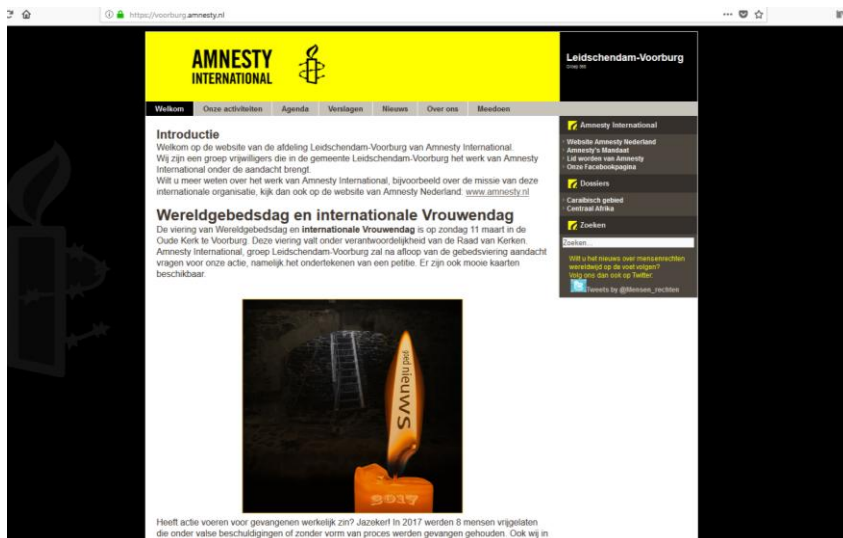 https://voorburg.amnesty.nl
AMNESTY
INTERNATIONAL
Leidschendam-Voorburg
Welkom Onze activiteiten Agenda Verslagen Nieuws Over ons Meedoen
Introductie
Welkom op de website van de afdeling Leidschendam-Voorburg van Amnesty International.
Wij zijn een groep vrijwilligers die in de gemeente Leidschendam-Voorburg het werk van Amnesty
International onder de aandacht brengt.
Wilt u meer weten over het werk van Amnesty International, bijvoorbeeld over de missie van deze
internationale organisatie, kijk dan ook op de website van Amnesty Nederland. www.amnesty.nl
Wereldgebedsdag en internationale Vrouwendag
De viering van Wereldgebedsdag en internationale Vrouwendag is op zondag 11 maart in de
Oude Kerk te Voorburg. Deze viering valt onder verantwoordelijkheid van de Raad van Kerken.
Amnesty International, groep Leidschendam-Voorburg zal na afloop van de gebedsviering aandacht
vragen voor onze actie, namelijk het ondertekenen van een petitie. Er zijn ook mooie kaarten
beschikbaar.
goed nieuws
2017
Heeft actie voeren voor gevangenen werkelijk zin? Jazeker! In 2017 werden 8 mensen vrijgelaten
die onder valse beschuldigingen of zonder vorm van proces werden gevangen gehouden. Ook wij in
Amnesty International
Website Amnesty Nederland
Amnesty's Mandaat
Lid worden van Amnesty
Onze Facebookpagina
Dossiers
Caraïbisch gebied
Centraal Afrika
Zoeken
Zoeken...
Wilt u het nieuws over mensenrechten
wereldwijd op de voet volgen?
Volg ons dan ook op Twitter:
Tweets by @Mensen_rechten